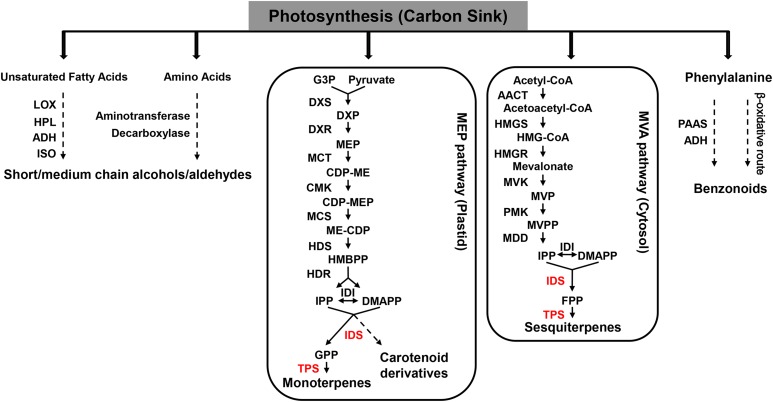 Photosynthesis (Carbon Sink)
Unsaturated Fatty Acids
LOX
HPL
ADH
ISO
Amino Acids
Aminotransferase
Decarboxylase
Short/medium chain alcohols/aldehydes
G3P Pyruvate
DXS
DXP
DXR
MEP
MCT
CDP-ME
CMK
CDP-MEP
MCS
ME-CDP
HDS
HMBPP
HDR
IDI
IPP DMAPP
IDS
GPP
TPS
Monoterpenes
Carotenoid
derivatives
MEP pathway (Plastid)
Acetyl-CoA
AACT
Acetoacetyl-CoA
HMGS
HMG-CoA
HMGR
Mevalonate
MVK
MVP
PMK
MVPP
MDD
IDI
IPP DMAPP
IDS
FPP
TPS
Sesquiterpenes
MVA pathway (Cytosol)
Phenylalanine
PAAS
ADH
β-oxidative route
Benzonoids